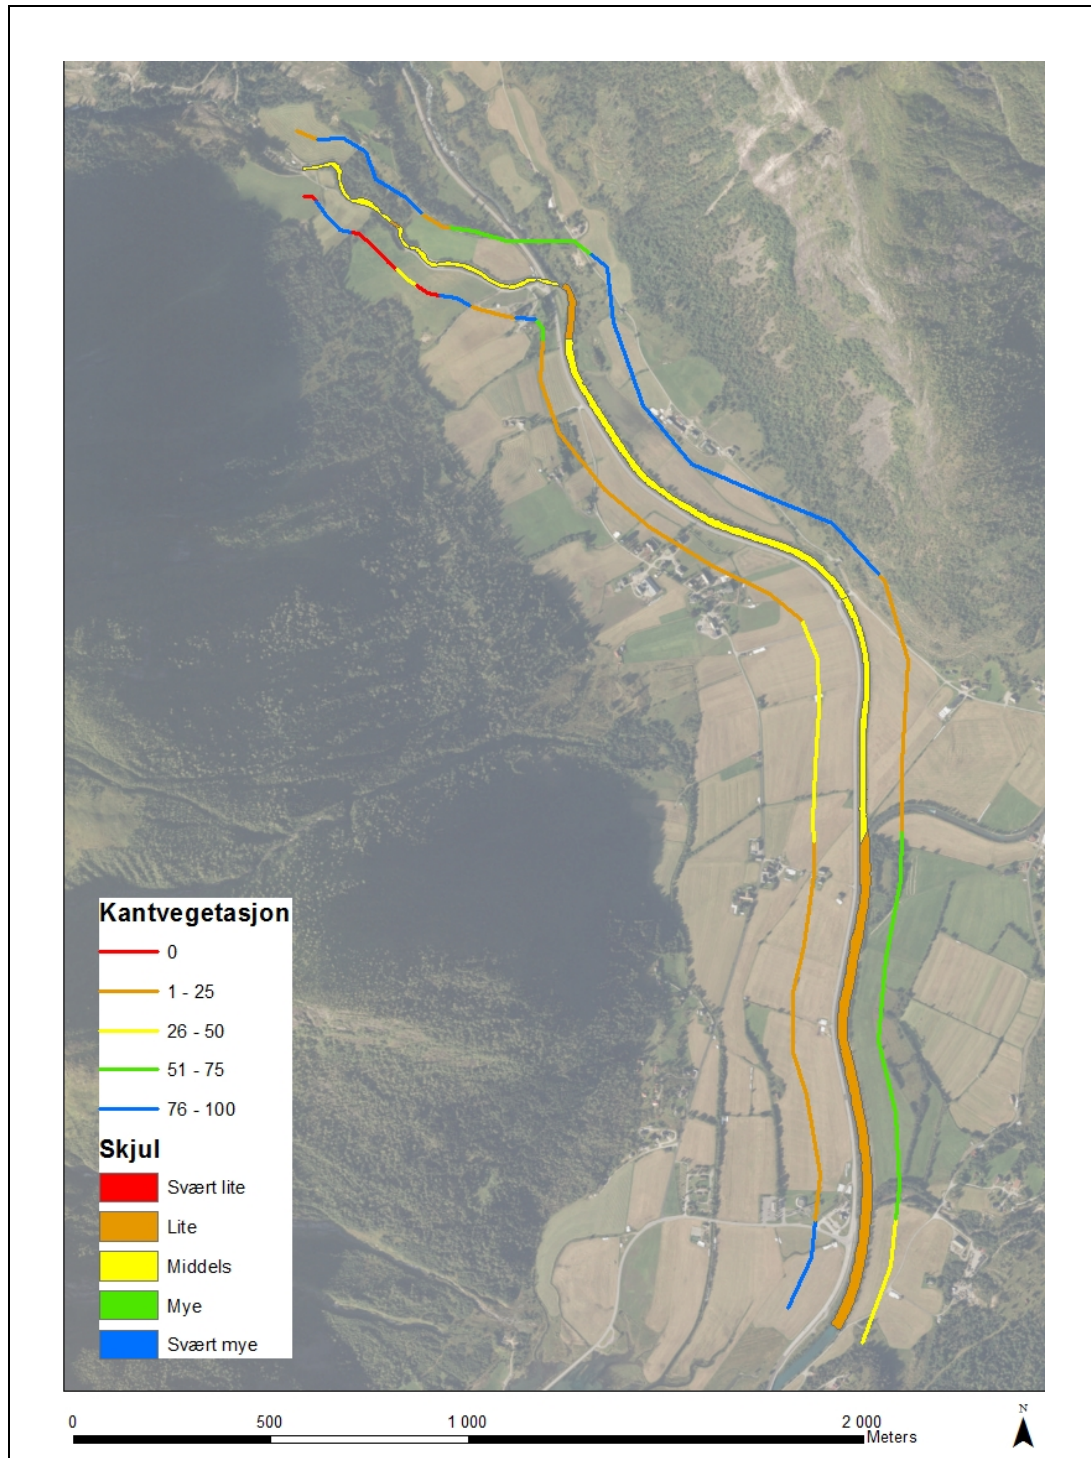 Kantvegetasjon
0
1 - 25
26 - 50
51 - 75
76 - 100
Skjul
Svært lite
Lite
Middels
Mye
Svært mye
0 500 1 000 2 000
Meters
N